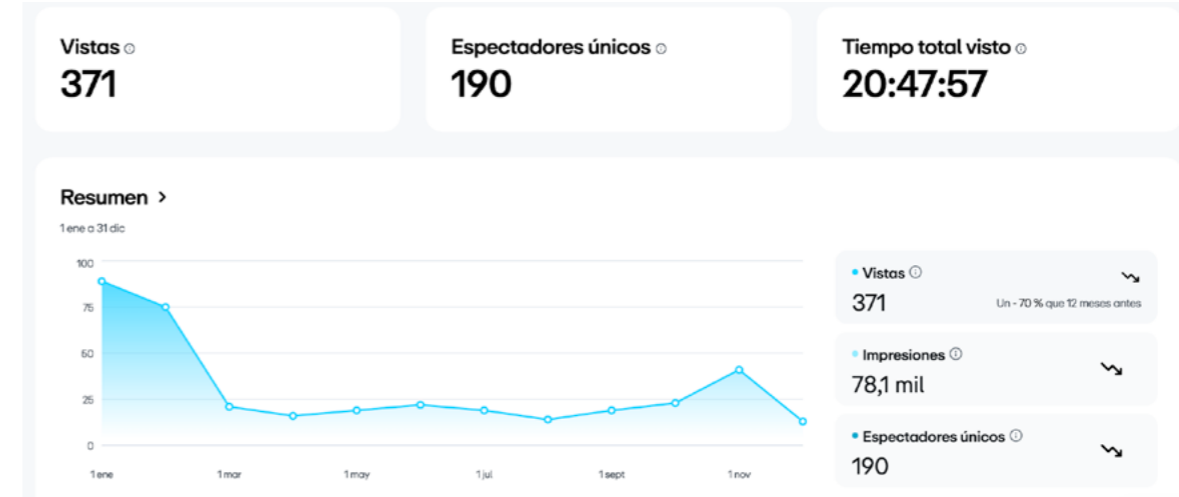 Vistas
371
Espectadores únicos
190
Tiempo total visto
20:47:57
Resumen >
1 ene a 31 dic
100
75
50
25
0
1 ene
1 mar
1 may
1 jul
1 sept
1 nov
Vistas
371
Un - 70 % que 12 meses antes
Impresiones
78,1 mil
Espectadores únicos
190